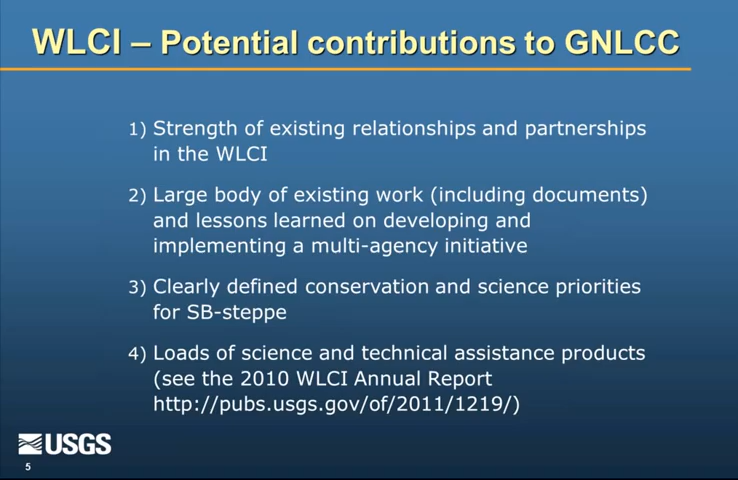 WLCI – Potential contributions to GNLCC
1) Strength of existing relationships and partnerships
in the WLCI
2) Large body of existing work (including documents)
and lessons learned on developing and
implementing a multi-agency initiative
3) Clearly defined conservation and science priorities
for SB-steppe
4) Loads of science and technical assistance products
(see the 2010 WLCI Annual Report
http://pubs.usgs.gov/of/2011/1219/)
USGS
5